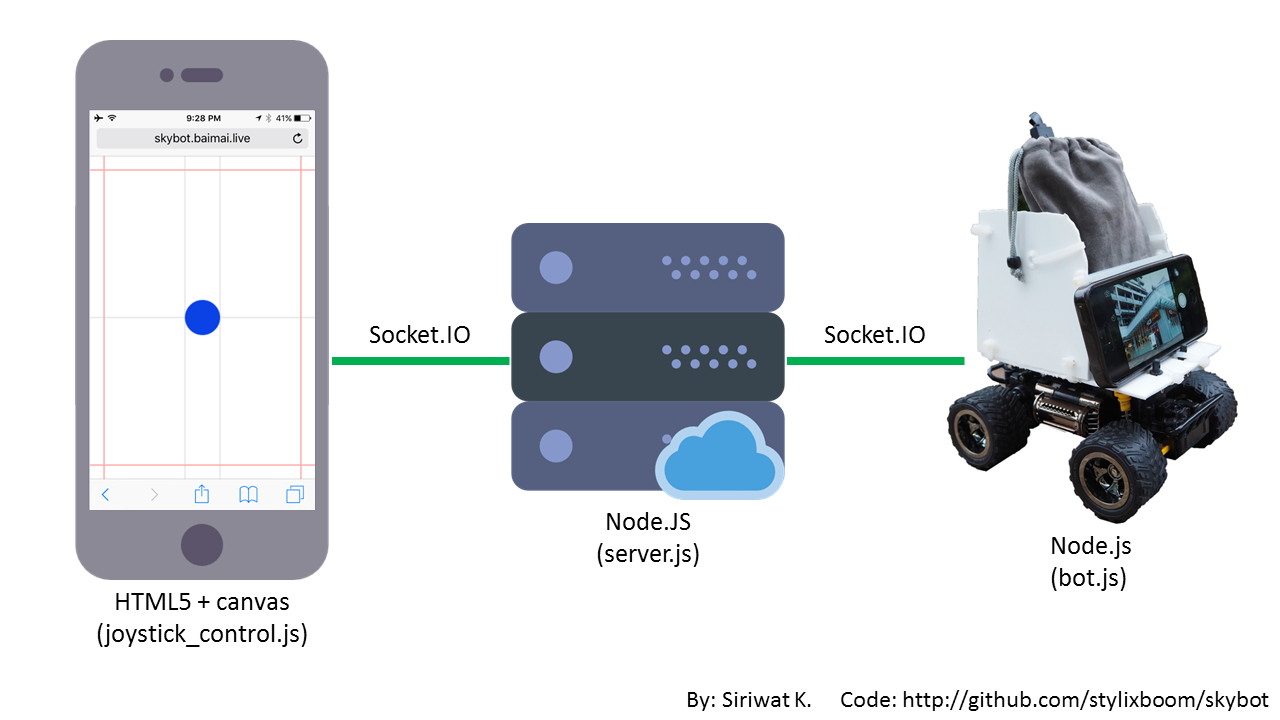 9:28 PM
41%
skybot.baimai.live
Socket.IO
Socket.IO
HTML5 + canvas
(joystick_control.js)
Node.JS
(server.js)
Node.js
(bot.js)
By: Siriwat K. Code: http://github.com/stylixboom/skybot